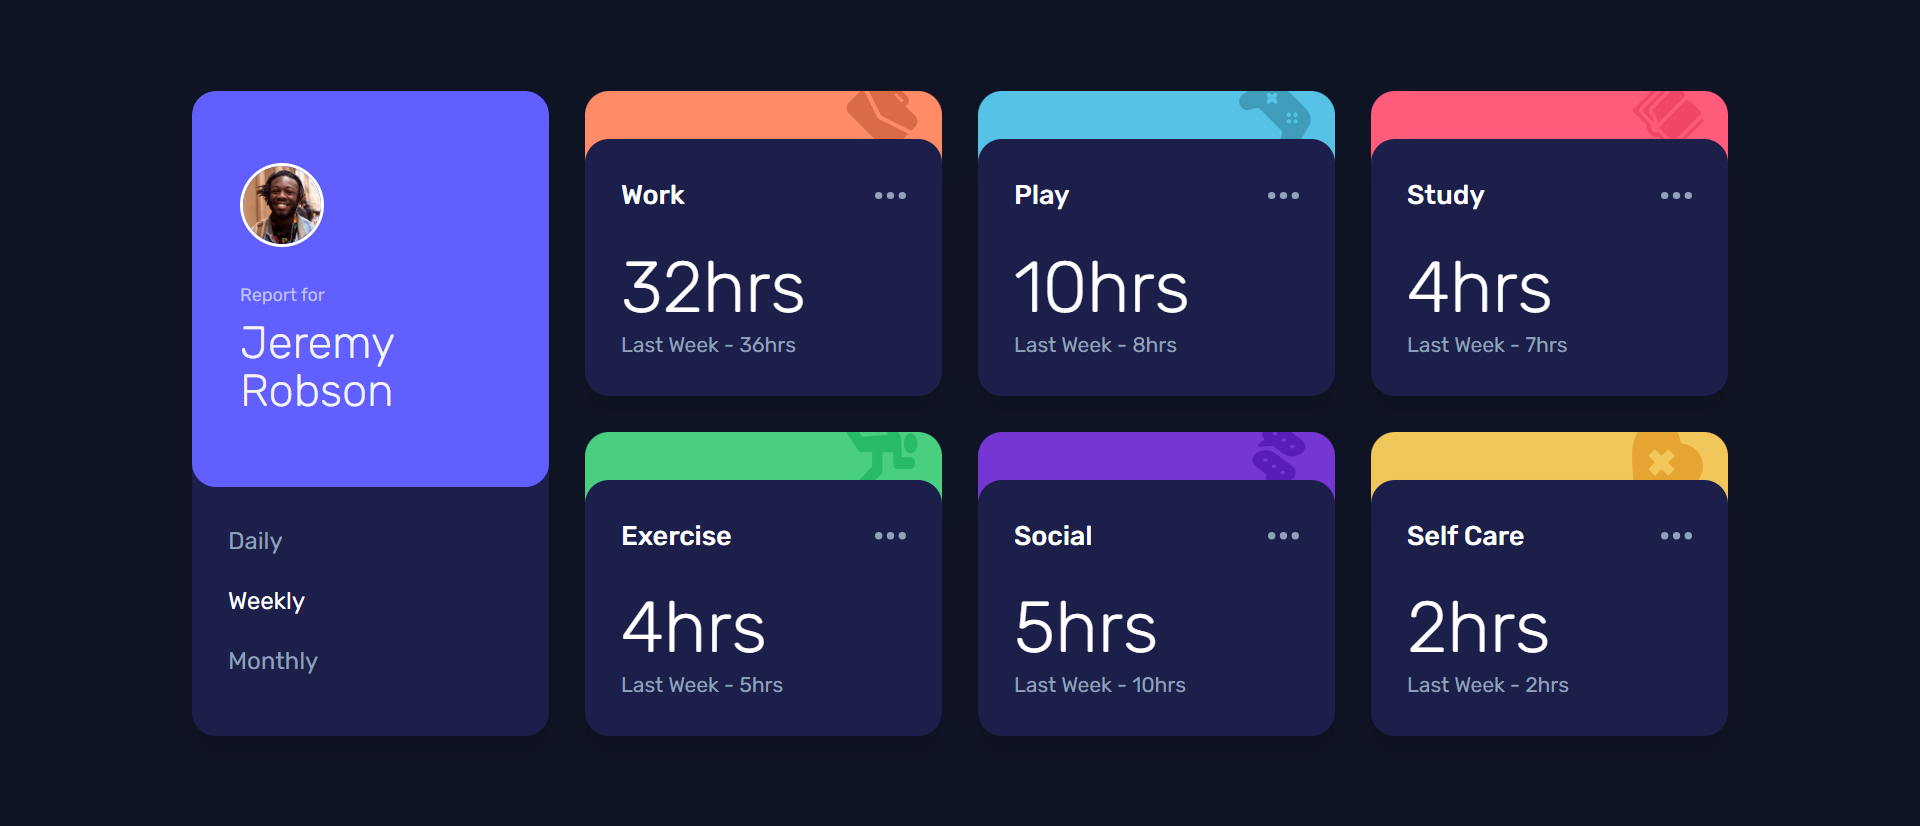 Report for
Jeremy
Robson
Daily
Weekly
Monthly
Work
32hrs
Last Week - 36hrs
Play
10hrs
Last Week - 8hrs
Study
4hrs
Last Week - 7hrs
Exercise
4hrs
Last Week - 5hrs
Social
5hrs
Last Week - 10hrs
Self Care
2hrs
Last Week - 2hrs